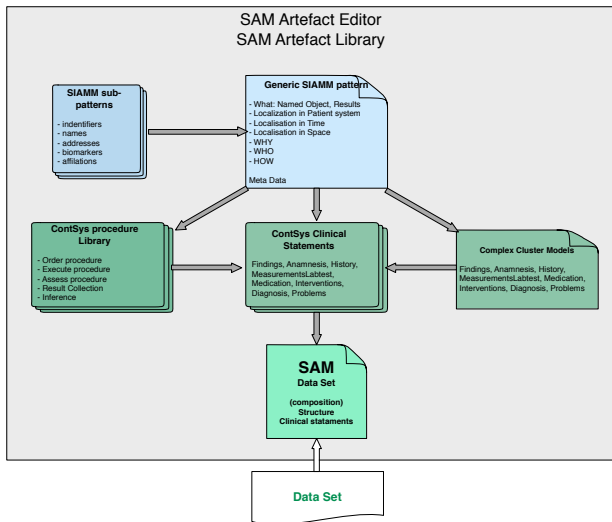 SAM Artefact Editor
SAM Artefact Library
SIAMM sub-
patterns
- indentifiers
- names
- addresses
- biomarkers
- affilations
Generic SIAMM pattern
- What: Named Object, Results
- Localization in Patient system
- Localisation in Time
- Localisation in Space
- WHY
- WHO
- HOW
Meta Data
ContSys procedure
Library
- Order procedure
- Execute procedure
- Assess procedure
- Result Collection
- Inference
ContSys Clinical
Statements
Findings, Anamnesis, History,
MeasurementsLabtest,
Medication, Interventions,
Diagnosis, Problems
Complex Cluster Models
Findings, Anamnesis, History,
MeasurementsLabtest, Medication,
Interventions, Diagnosis, Problems
SAM
Data Set
(composition)
Structure
Clinical stataments
Data Set